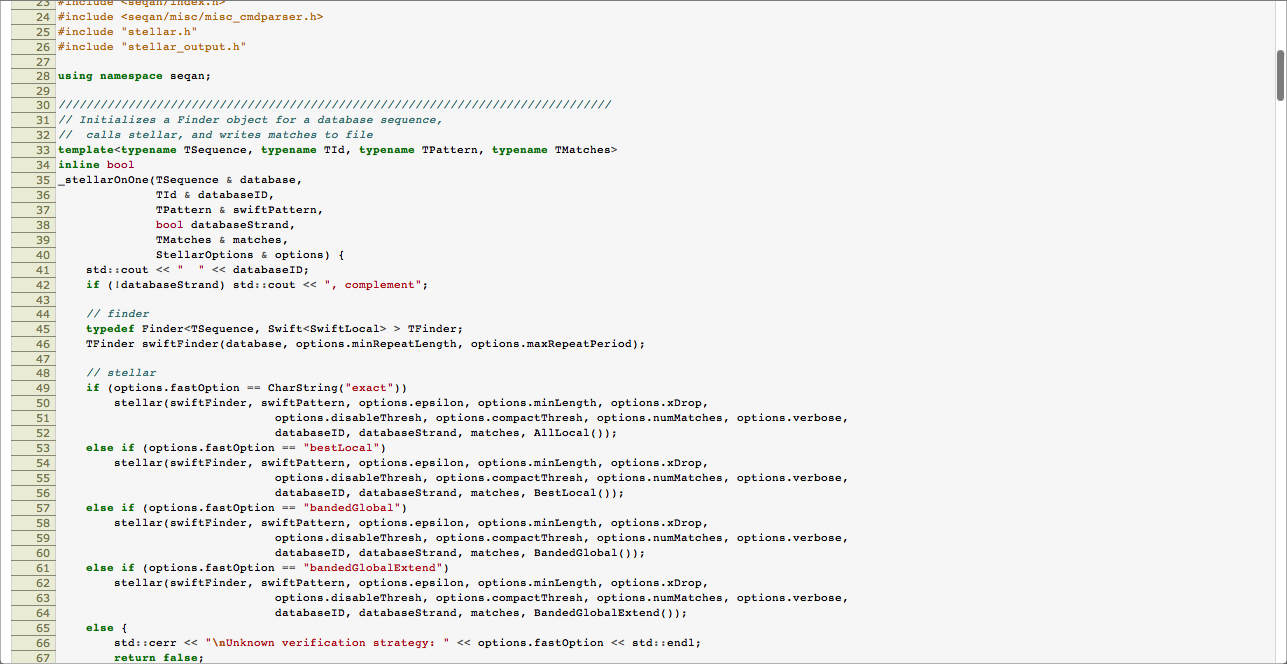 23 #include <seqan/index.h>
24 #include <seqan/misc/misc_cmdparser.h>
25 #include "stellar.h"
26 #include "stellar_output.h"
27
28 using namespace seqan;
29
30 ///////////////////////////////////////////////////////////////////////////////
31 // Initializes a Finder object for a database sequence,
32 //  calls stellar, and writes matches to file
33 template<typename TSequence, typename TId, typename TPattern, typename TMatches>
34 inline bool
35 _stellarOnOne(TSequence & database,
36               TId & databaseID,
37               TPattern & swiftPattern,
38               bool databaseStrand,
39               TMatches & matches,
40               StellarOptions & options) {
41     std::cout << "  " << databaseID;
42     if (!databaseStrand) std::cout << ", complement";
43
44     // finder
45     typedef Finder<TSequence, Swift<SwiftLocal> > TFinder;
46     TFinder swiftFinder(database, options.minRepeatLength, options.maxRepeatPeriod);
47
48     // stellar
49     if (options.fastOption == CharString("exact"))
50         stellar(swiftFinder, swiftPattern, options.epsilon, options.minLength, options.xDrop,
51                                options.disableThresh, options.compactThresh, options.numMatches, options.verbose,
52                                databaseID, databaseStrand, matches, AllLocal());
53     else if (options.fastOption == "bestLocal")
54         stellar(swiftFinder, swiftPattern, options.epsilon, options.minLength, options.xDrop,
55                                options.disableThresh, options.compactThresh, options.numMatches, options.verbose,
56                                databaseID, databaseStrand, matches, BestLocal());
57     else if (options.fastOption == "bandedGlobal")
58         stellar(swiftFinder, swiftPattern, options.epsilon, options.minLength, options.xDrop,
59                                options.disableThresh, options.compactThresh, options.numMatches, options.verbose,
60                                databaseID, databaseStrand, matches, BandedGlobal());
61     else if (options.fastOption == "bandedGlobalExtend")
62         stellar(swiftFinder, swiftPattern, options.epsilon, options.minLength, options.xDrop,
63                                options.disableThresh, options.compactThresh, options.numMatches, options.verbose,
64                                databaseID, databaseStrand, matches, BandedGlobalExtend());
65     else {
66         std::cerr << "\nUnknown verification strategy: " << options.fastOption << std::endl;
67         return false;